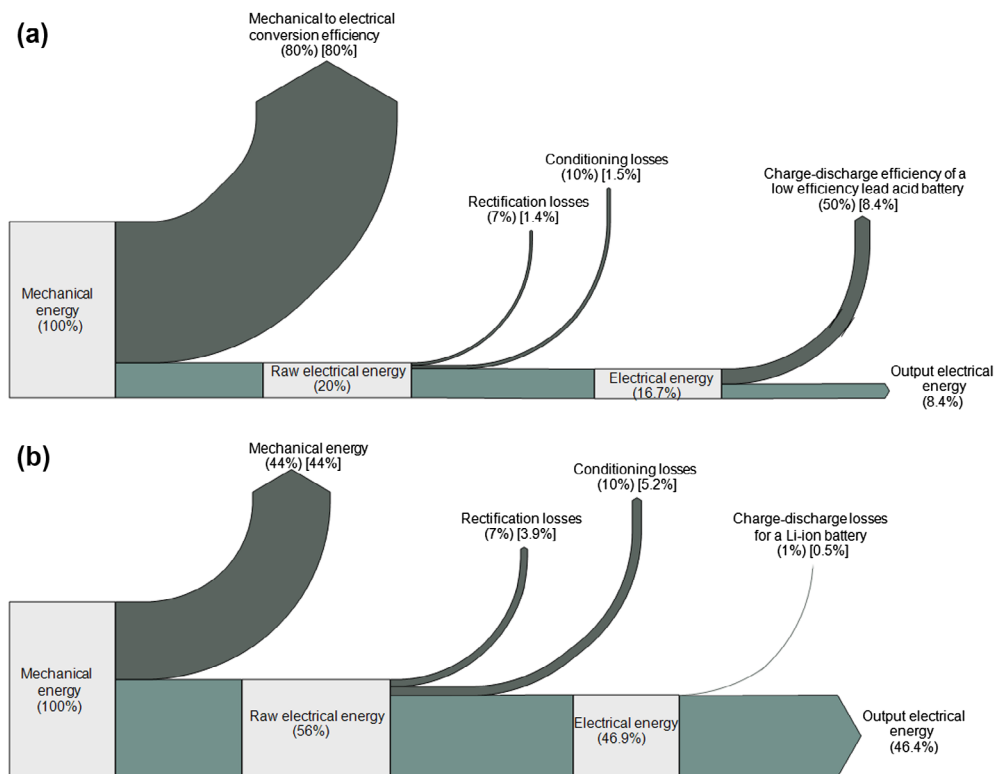 (a)
Mechanical to electrical
conversion efficiency
(80%) [80%]
Conditioning losses
(10%) [1.5%]
Rectification losses
(7%) [1.4%]
Charge-discharge efficiency of a
low efficiency lead acid battery
(50%) [8.4%]
Mechanical
energy
(100%)
Raw electrical energy
(20%)
Electrical energy
(16.7%)
Output electrical
energy
(8.4%)
(b)
Mechanical energy
(44%) [44%]
Conditioning losses
(10%) [5.2%]
Rectification losses
(7%) [3.9%]
Charge-discharge losses
for a Li-ion battery
(1%) [0.5%]
Mechanical
energy
(100%)
Raw electrical energy
(56%)
Electrical energy
(46.9%)
Output electrical
energy
(46.4%)